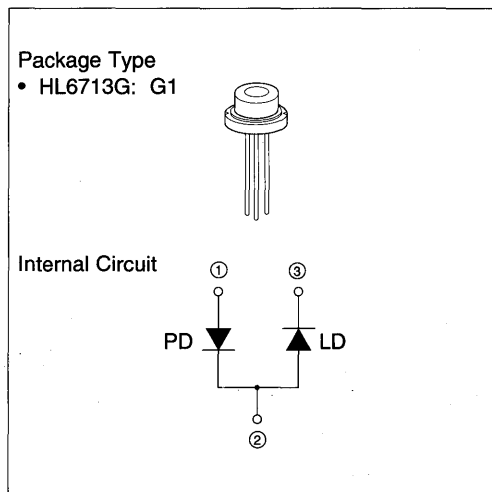 Package Type
• HL6713G: G1
Internal Circuit
① ③
PD LD
②